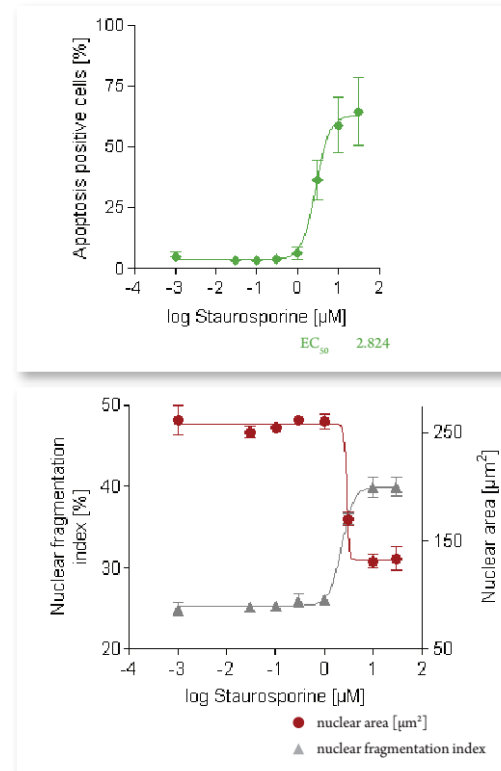 100
75
50
25
0
Apoptosis positive cells [%]
-4 -3 -2 -1 0 1 2
log Staurosporine [µM]
EC50 2.824
50
40
30
20
Nuclear fragmentation
index [%]
250
150
50
Nuclear area [µm²]
-4 -3 -2 -1 0 1 2
log Staurosporine [µM]
nuclear area [µm²]
nuclear fragmentation index